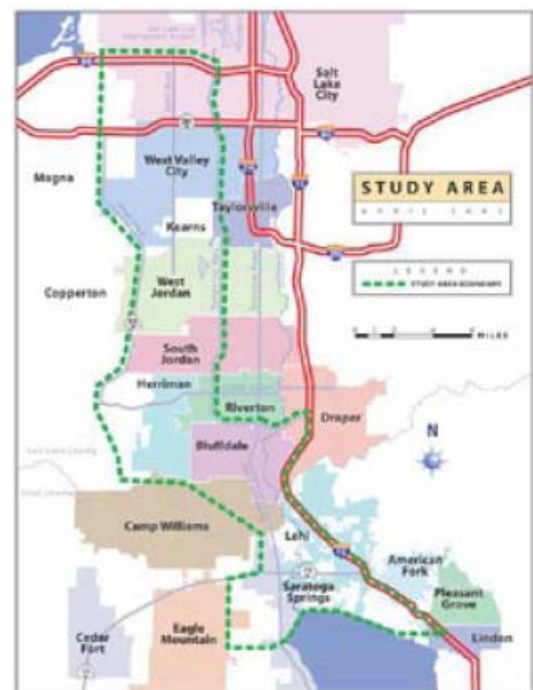 Salt
Lake
City
Magna
West Valley
City
Taylorsville
Kearns
STUDY AREA
LEGEND
STUDY AREA BOUNDARY
MILES
Copperton
West
Jordan
South
Jordan
Herriman
Riverton
Draper
Bluffdale
N
Camp Williams
Lehi
American
Fork
Saratoga
Springs
Pleasant
Grove
Cedar
Fort
Eagle
Mountain
Lindon